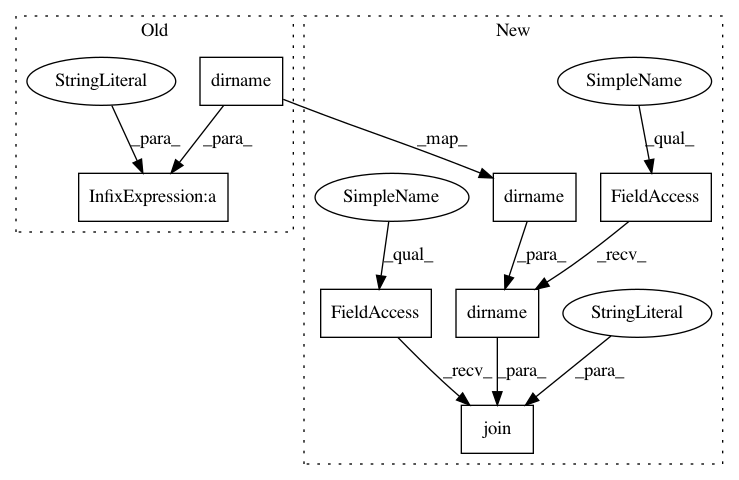 Old
New
StringLiteral
dirname
SimpleName
_para_
_para_
_map_
_qual_
InfixExpression:a
SimpleName
dirname
FieldAccess
_qual_
_para_
_recv_
FieldAccess
dirname
StringLiteral
_recv_
_para_
_para_
join